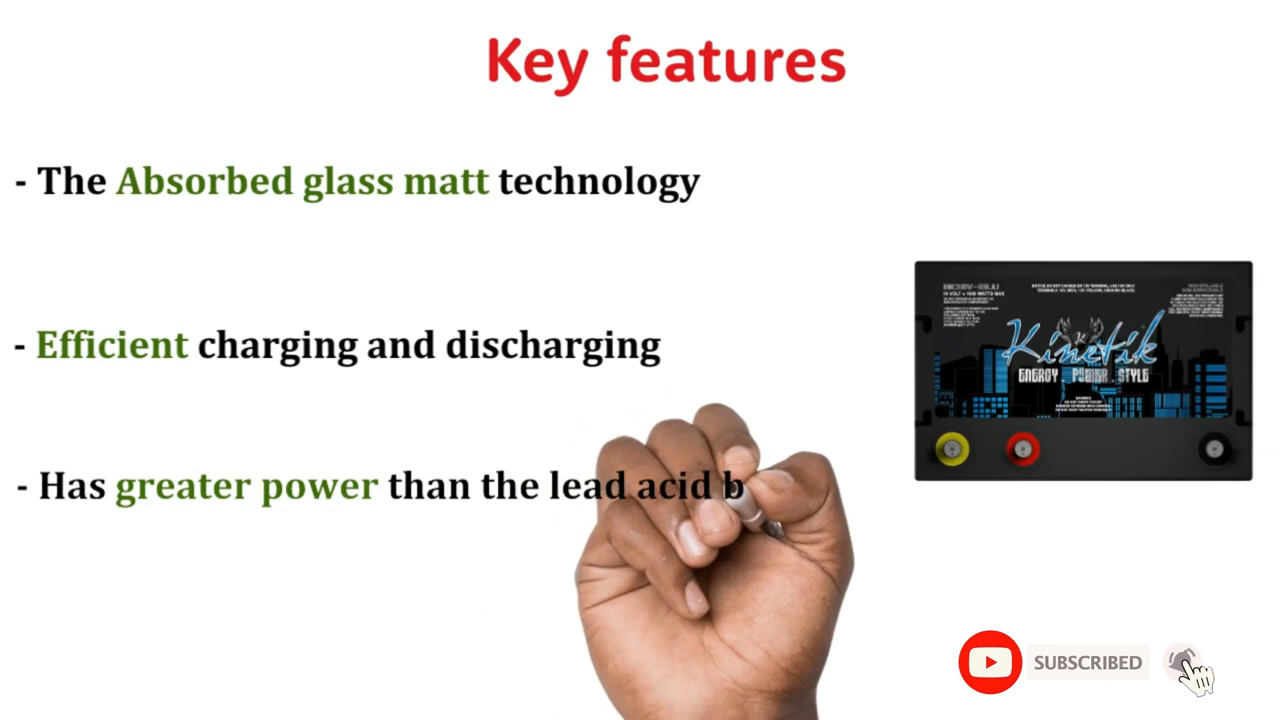 Key features
- The Absorbed glass matt technology
- Efficient charging and discharging
- Has greater power than the lead acid b
Kinetik
ENERGY . POWER . STYLE
SUBSCRIBED